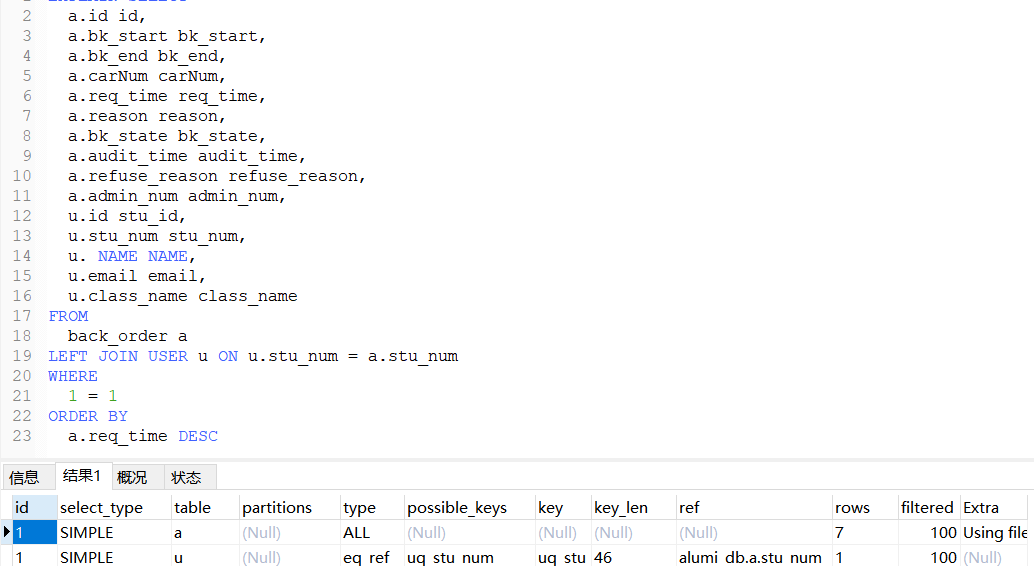 2 a.id id,
3 a.bk_start bk_start,
4 a.bk_end bk_end,
5 a.carNum carNum,
6 a.req_time req_time,
7 a.reason reason,
8 a.bk_state bk_state,
9 a.audit_time audit_time,
10 a.refuse_reason refuse_reason,
11 a.admin_num admin_num,
12 u.id stu_id,
13 u.stu_num stu_num,
14 u. NAME NAME,
15 u.email email,
16 u.class_name class_name
17 FROM
18 back_order a
19 LEFT JOIN USER u ON u.stu_num = a.stu_num
20 WHERE
21 1 = 1
22 ORDER BY
23 a.req_time DESC
信息 结果1 概况 状态
id select_type table partitions type possible_keys key key_len ref rows filtered Extra
1 SIMPLE a (Null) ALL (Null) (Null) (Null) (Null) 7 100 Using file
1 SIMPLE u (Null) eq_ref uq_stu_num uq_stu 46 alumi_db.a.stu_num 1 100 (Null)